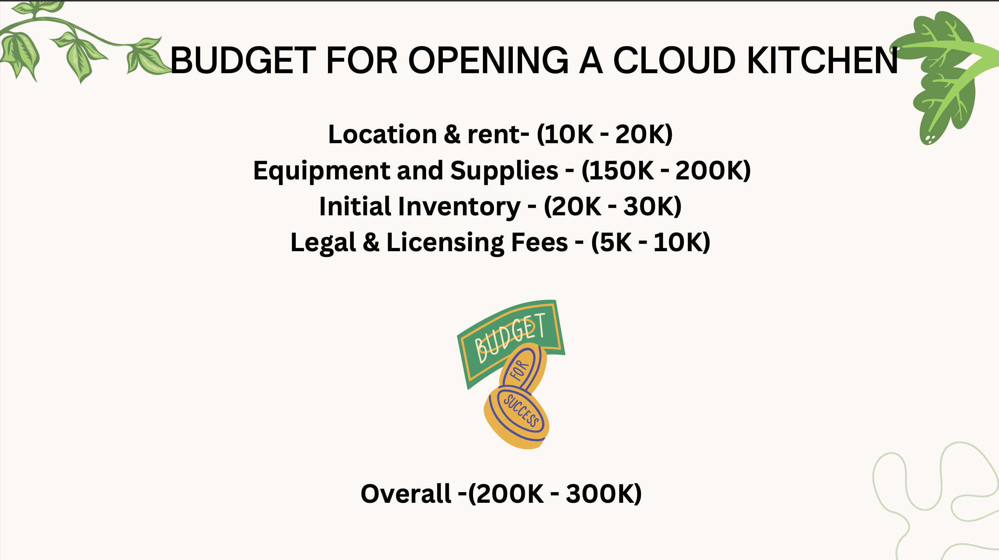 BUDGET FOR OPENING A CLOUD KITCHEN
Location & rent- (10K - 20K)
Equipment and Supplies - (150K - 200K)
Initial Inventory - (20K - 30K)
Legal & Licensing Fees - (5K - 10K)
BUDGET
FOR
SUCCESS
Overall -(200K - 300K)